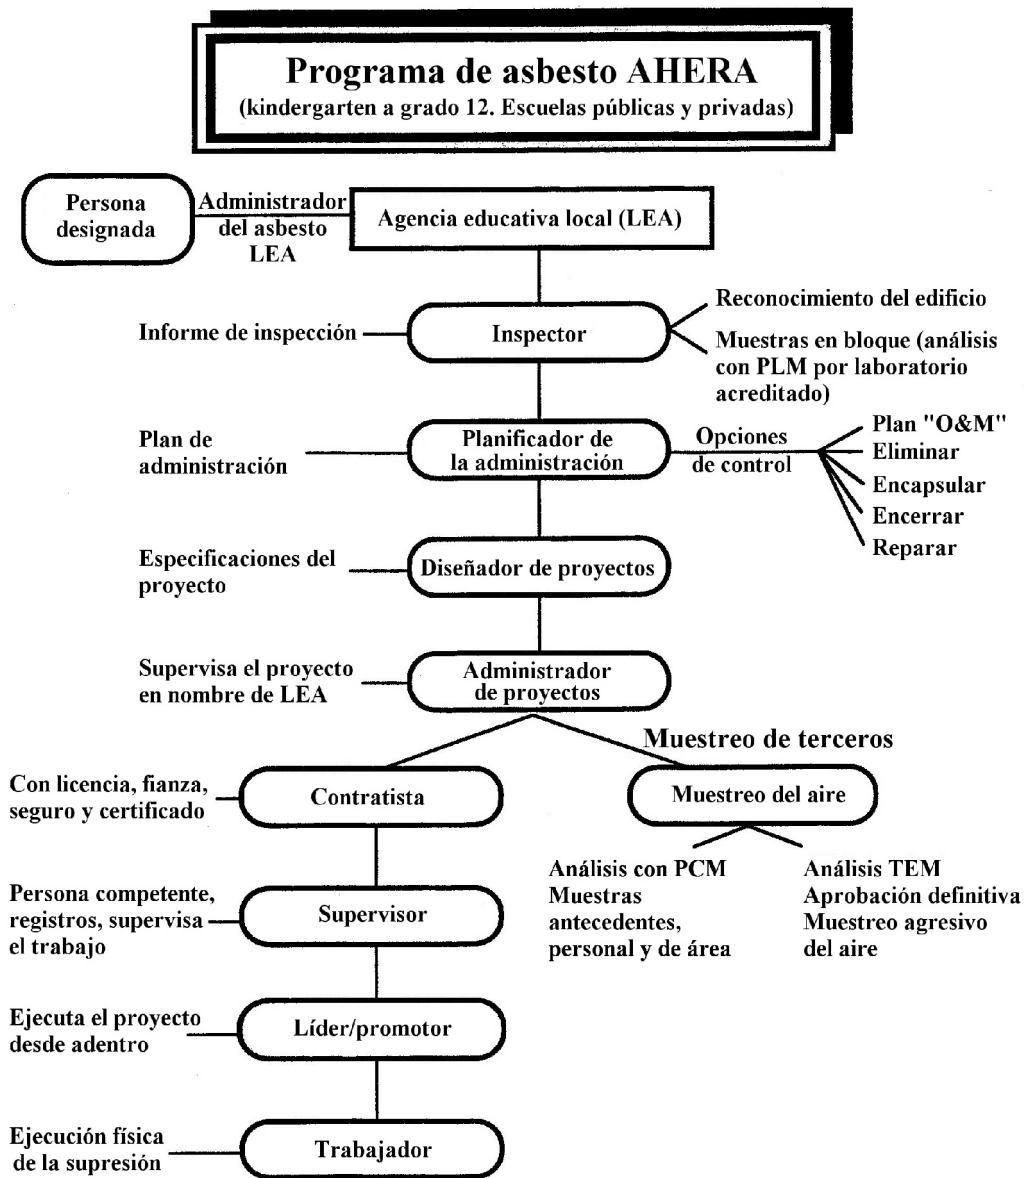 Programa de asbesto AHERA
(kindergarten a grado 12. Escuelas públicas y privadas)
Persona
designada
Administrador
del asbesto
LEA
Agencia educativa local (LEA)
Informe de inspección
Inspector
Reconocimiento del edificio
Muestras en bloque (análisis
con PLM por laboratorio
acreditado)
Plan de
administración
Planificador de
la administración
Opciones
de control
Plan "O&M"
Eliminar
Encapsular
Encerrar
Reparar
Especificaciones del
proyecto
Diseñador de proyectos
Supervisa el proyecto
en nombre de LEA
Administrador
de proyectos
Muestreo de terceros
Con licencia, fianza,
seguro y certificado
Contratista
Muestreo del aire
Análisis con PCM
Muestras
antecedentes,
personal y de área
Análisis TEM
Aprobación definitiva
Muestreo agresivo
del aire
Persona competente,
registros, supervisa
el trabajo
Supervisor
Ejecuta el proyecto
desde adentro
Líder/promotor
Ejecución física
de la supresión
Trabajador